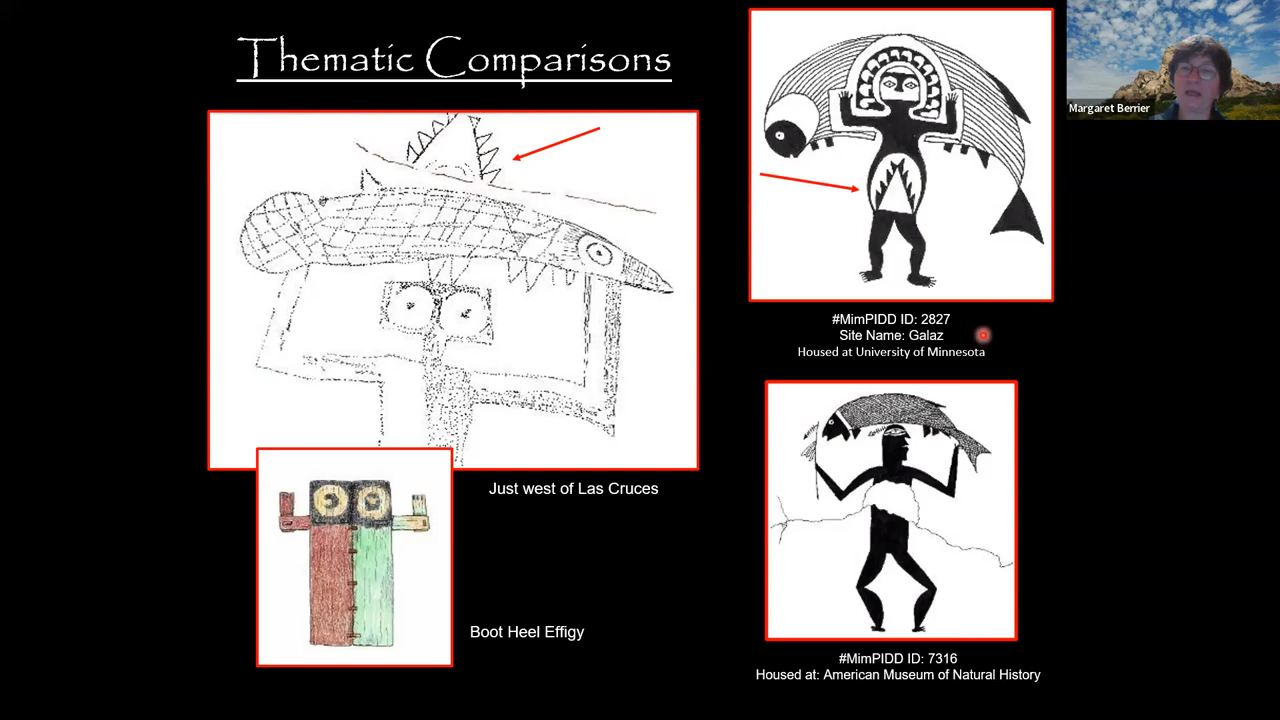 Thematic Comparisons
Margaret Berrier
#MimPIDD ID: 2827
Site Name: Galaz
Housed at University of Minnesota
Just west of Las Cruces
Boot Heel Effigy
#MimPIDD ID: 7316
Housed at: American Museum of Natural History